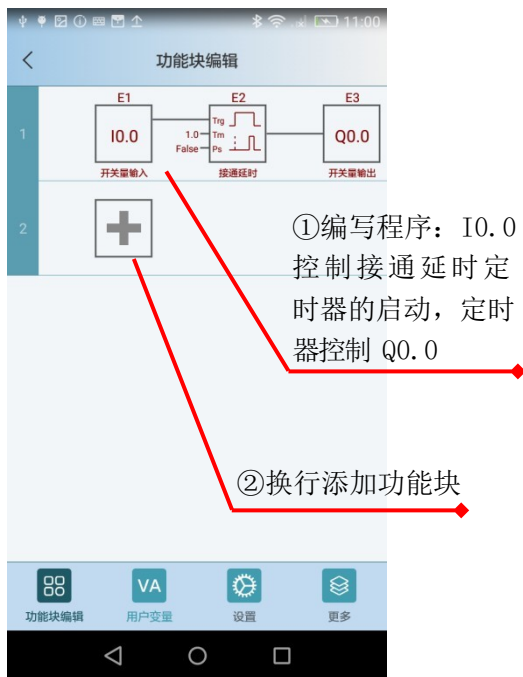 11:00
功能块编辑
1
E1
E2
E3
I0.0
Trg
1.0
Tm
False
Ps
Q0.0
开关量输入
接通延时
开关量输出
2
①编写程序：I0.0
控制接通延时定
时器的启动，定时
器控制 Q0.0
②换行添加功能块
VA
功能块编辑
用户变量
设置
更多